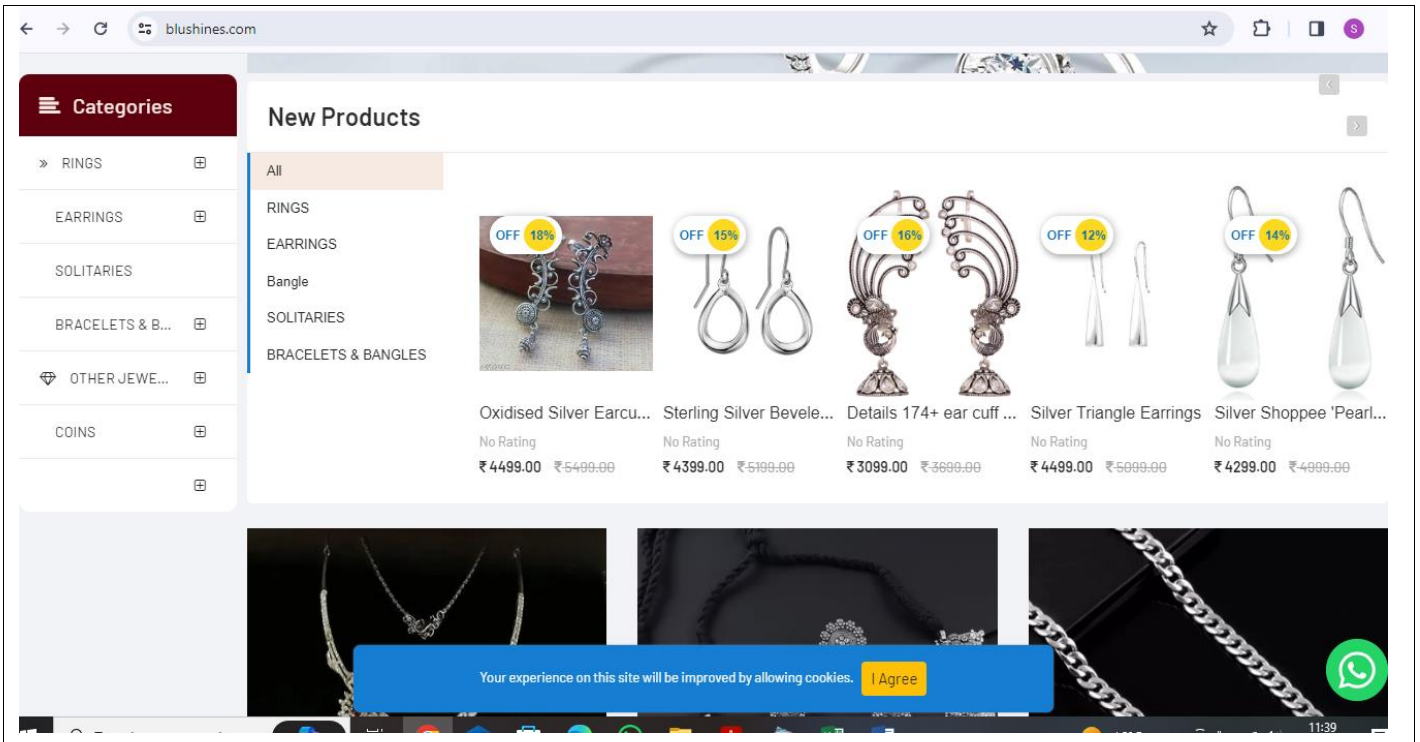 blushines.com
S
Categories
RINGS
EARRINGS
SOLITARIES
BRACELETS & B...
OTHER JEWE...
COINS
New Products
All
RINGS
EARRINGS
Bangle
SOLITARIES
BRACELETS & BANGLES
OFF 18%
OFF 15%
OFF 16%
OFF 12%
OFF 14%
Oxidised Silver Earcu...
Sterling Silver Bevele...
Details 174+ ear cuff ...
Silver Triangle Earrings
Silver Shoppee 'Pearl...
No Rating
No Rating
No Rating
No Rating
No Rating
₹4499.00 ₹5499.00
₹4399.00 ₹5199.00
₹3099.00 ₹3699.00
₹4499.00 ₹5099.00
₹4299.00 ₹4999.00
Your experience on this site will be improved by allowing cookies. I Agree
11:39